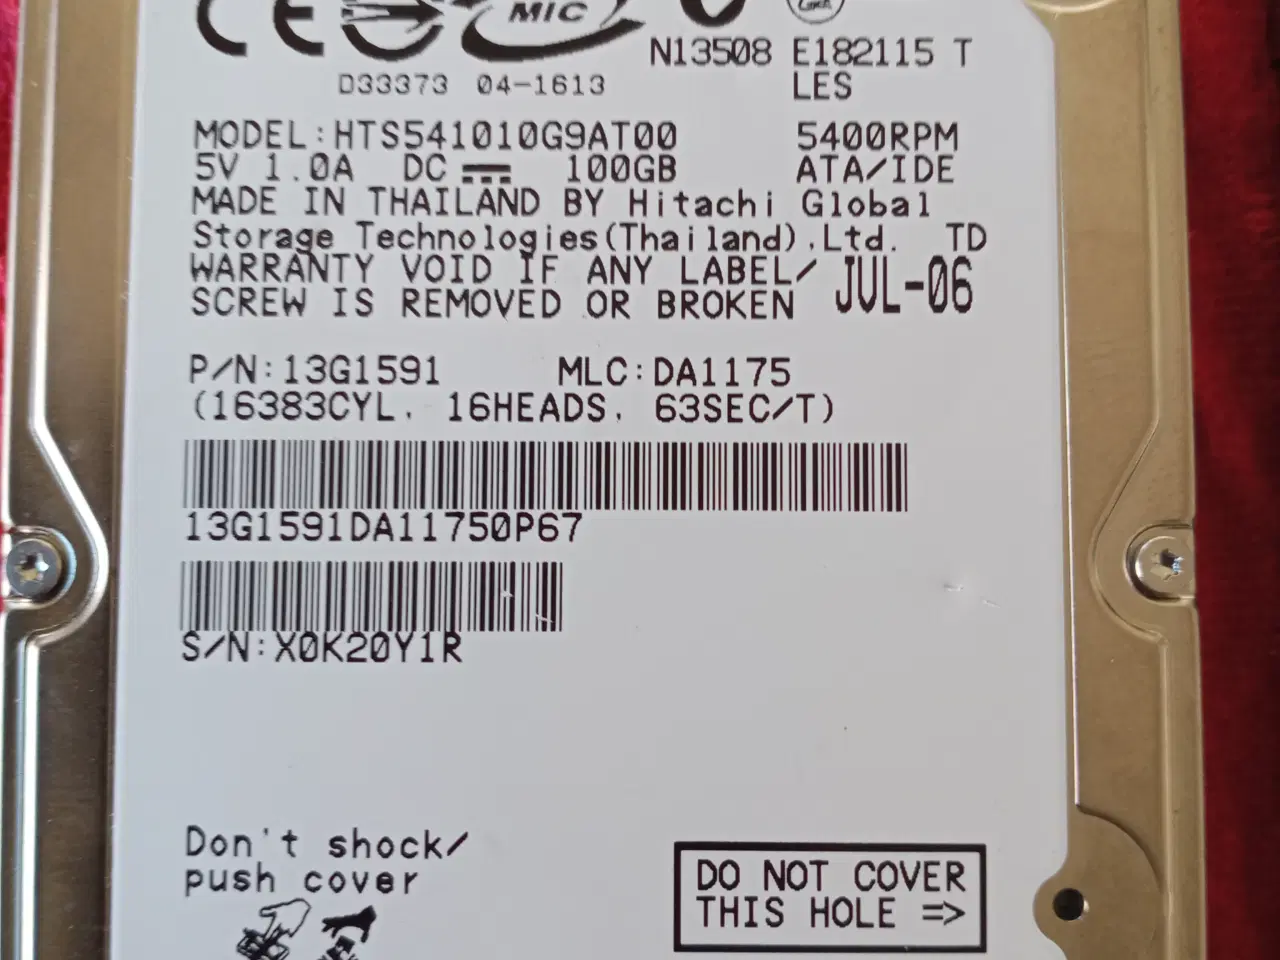 CE MIC
N13508 E182115 T
D33373 04-1613 LES
MODEL:HTS541010G9AT00 5400RPM
5V 1.0A DC 100GB ATA/IDE
MADE IN THAILAND BY Hitachi Global
Storage Technologies(Thailand),Ltd. TD
WARRANTY VOID IF ANY LABEL/
SCREW IS REMOVED OR BROKEN JUL-06
P/N:13G1591 MLC:DA1175
(16383CYL, 16HEADS, 63SEC/T)
13G1591DA11750P67
S/N:X0K20Y1R
Don't shock/
push cover
DO NOT COVER
THIS HOLE =>